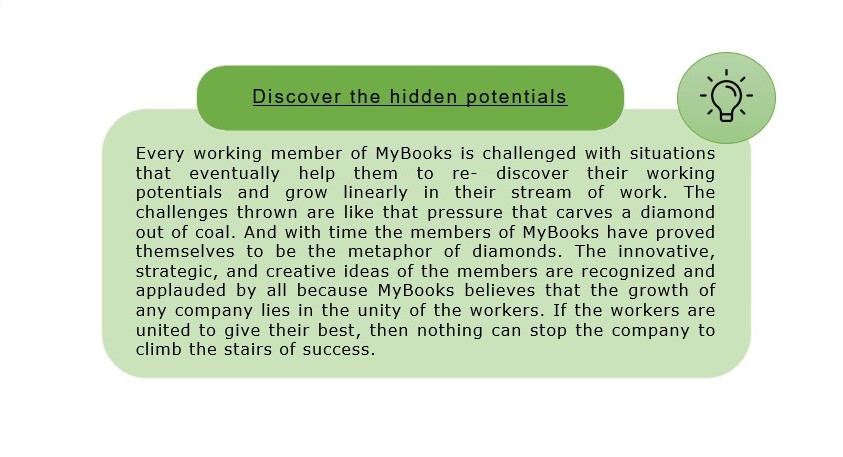 Discover the hidden potentials
Every working member of MyBooks is challenged with situations
that eventually help them to re- discover their working
potentials and grow linearly in their stream of work. The
challenges thrown are like that pressure that carves a diamond
out of coal. And with time the members of MyBooks have proved
themselves to be the metaphor of diamonds. The innovative,
strategic, and creative ideas of the members are recognized and
applauded by all because MyBooks believes that the growth of
any company lies in the unity of the workers. If the workers are
united to give their best, then nothing can stop the company to
climb the stairs of success.